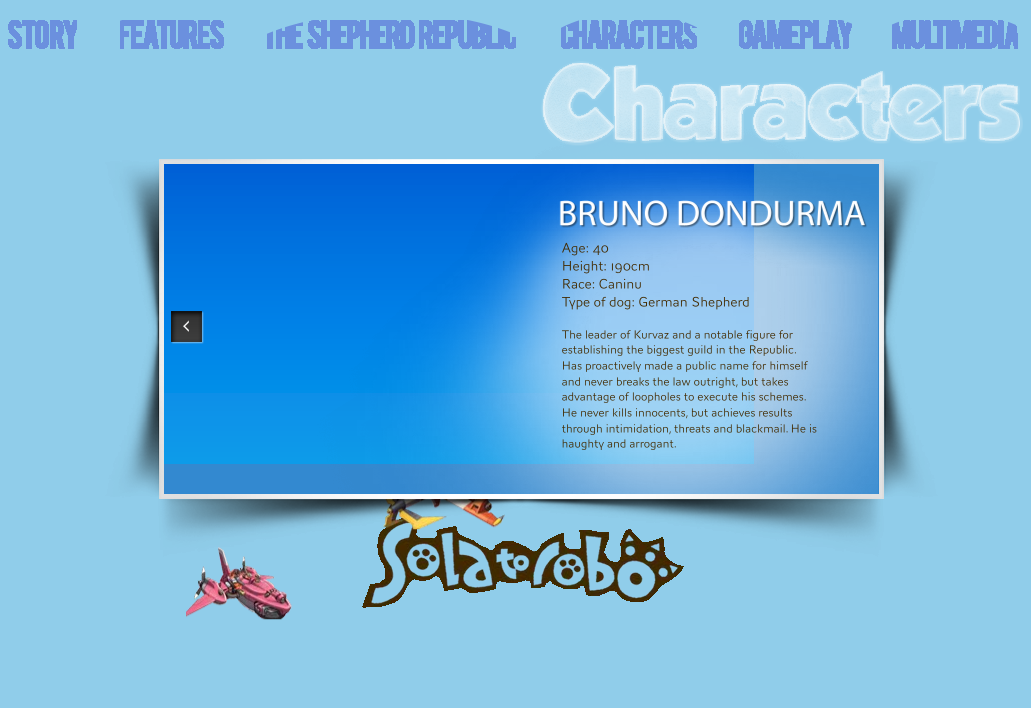 STORY FEATURES THE SHEPHERD REPUBLIC CHARACTERS GAMEPLAY MULTIMEDIA
Characters
BRUNO DONDURMA
Age: 40
Height: 190cm
Race: Caninu
Type of dog: German Shepherd
The leader of Kurvaz and a notable figure for
establishing the biggest guild in the Republic.
Has proactively made a public name for himself
and never breaks the law outright, but takes
advantage of loopholes to execute his schemes.
He never kills innocents, but achieves results
through intimidation, threats and blackmail. He is
haughty and arrogant.
Solatorobo